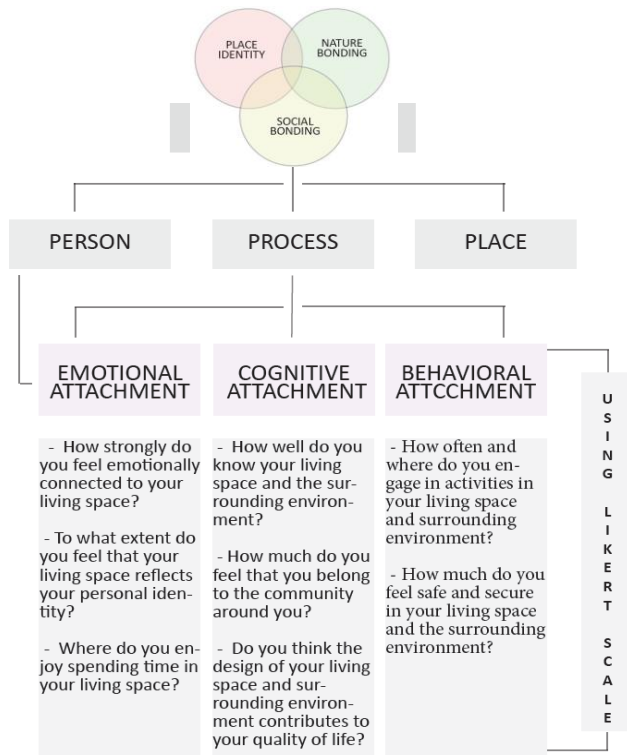 PLACE
IDENTITY
NATURE
BONDING
SOCIAL
BONDING
PERSON
PROCESS
PLACE
EMOTIONAL
ATTACHMENT
COGNITIVE
ATTACHMENT
BEHAVIORAL
ATTCCHMENT
- How strongly do
you feel emotionally
connected to your
living space?
- To what extent do
you feel that your
living space reflects
your personal iden-
tity?
- Where do you en-
joy spending time in
your living space?
- How well do you
know your living
space and the sur-
rounding environ-
ment?
- How much do you
feel that you belong
to the community
around you?
- Do you think the
design of your living
space and sur-
rounding environ-
ment contributes to
your quality of life?
- How often and
where do you en-
gage in activities in
your living space
and surrounding
environment?
- How much do you
feel safe and secure
in your living space
and the surrounding
environment?
USING LIKERT SCALE